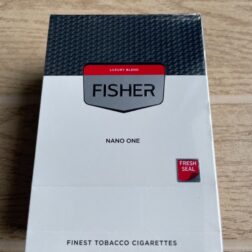 LUXURY BLEND
FISHER
NANO ONE
FRESH
SEAL
FINEST TOBACCO CIGARETTES